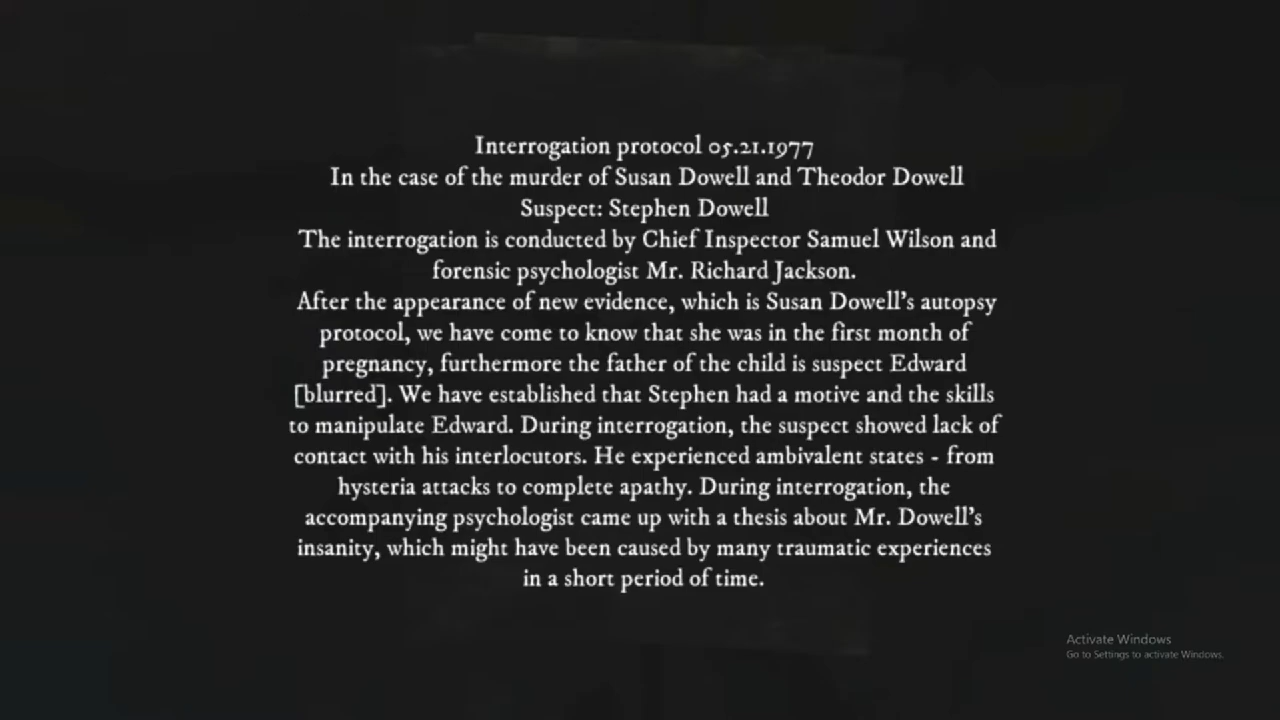 Interrogation protocol 05.21.1977
In the case of the murder of Susan Dowell and Theodor Dowell
Suspect: Stephen Dowell
The interrogation is conducted by Chief Inspector Samuel Wilson and
forensic psychologist Mr. Richard Jackson.
After the appearance of new evidence, which is Susan Dowell's autopsy
protocol, we have come to know that she was in the first month of
pregnancy, furthermore the father of the child is suspect Edward
[blurred]. We have established that Stephen had a motive and the skills
to manipulate Edward. During interrogation, the suspect showed lack of
contact with his interlocutors. He experienced ambivalent states - from
hysteria attacks to complete apathy. During interrogation, the
accompanying psychologist came up with a thesis about Mr. Dowell's
insanity, which might have been caused by many traumatic experiences
in a short period of time.
Activate Windows
Go to Settings to activate Windows.